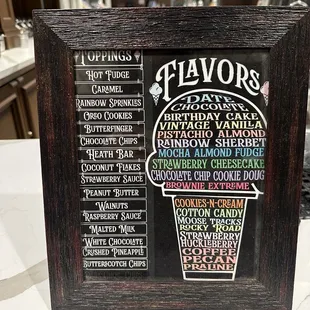 Toppings
Hot Fudge
Caramel
Rainbow Sprinkles
Oreo Cookies
Butterfinger
Chocolate Chips
Heath Bar
Coconut Flakes
Strawberry Sauce
Peanut Butter
Walnuts
Raspberry Sauce
Malted Milk
White Chocolate
Crushed Pineapple
Butterscotch Chips
Flavors
Date
Chocolate
Birthday Cake
Vintage Vanilla
Pistachio Almond
Rainbow Sherbet
Mocha Almond Fudge
Strawberry Cheesecake
Chocolate Chip Cookie Doug
Brownie Extreme
Cookies-N-Cream
Cotton Candy
Moose Tracks
Rocky Road
Strawberry
Huckleberry
Coffee
Pecan
Praline